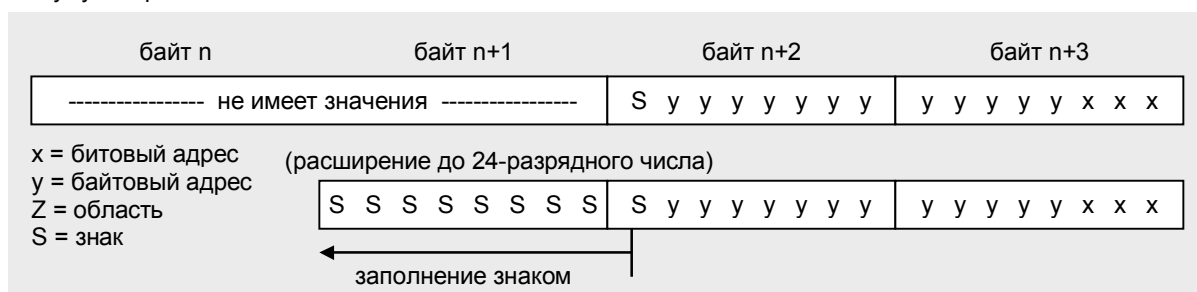 байт n байт n+1 байт n+2 байт n+3
----------------- не имеет значения ----------------- S y y y y y y y y y y y y x x x
x = битовый адрес (расширение до 24-разрядного числа)
y = байтовый адрес
Z = область S S S S S S S S S y y y y y y y y y y y y x x x
S = знак
заполнение знаком